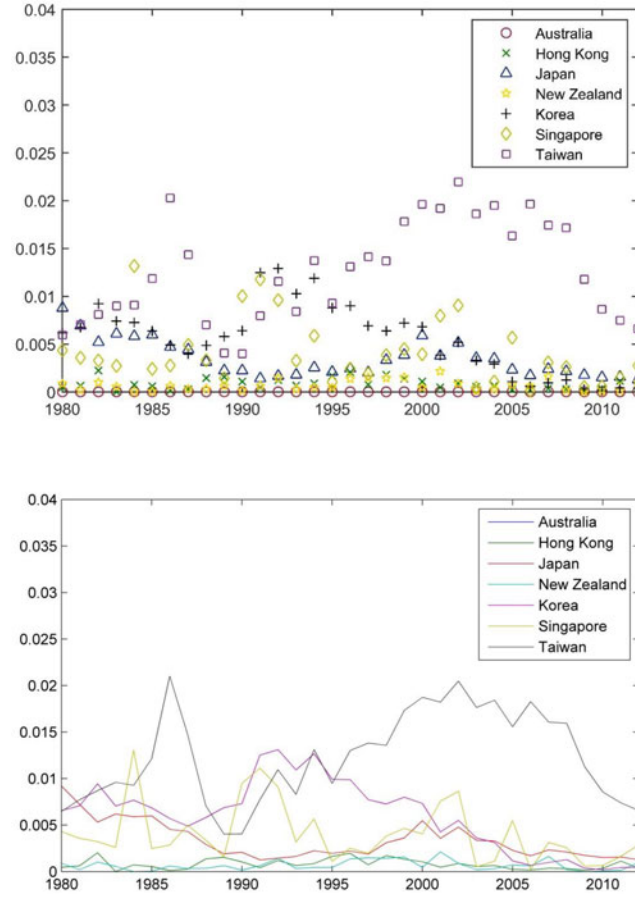 0.04
0.035
0.03
0.025
0.02
0.015
0.01
0.005
0
1980 1985 1990 1995 2000 2005 2010
Australia
Hong Kong
Japan
New Zealand
Korea
Singapore
Taiwan
0.04
0.035
0.03
0.025
0.02
0.015
0.01
0.005
0
1980 1985 1990 1995 2000 2005 2010
Australia
Hong Kong
Japan
New Zealand
Korea
Singapore
Taiwan